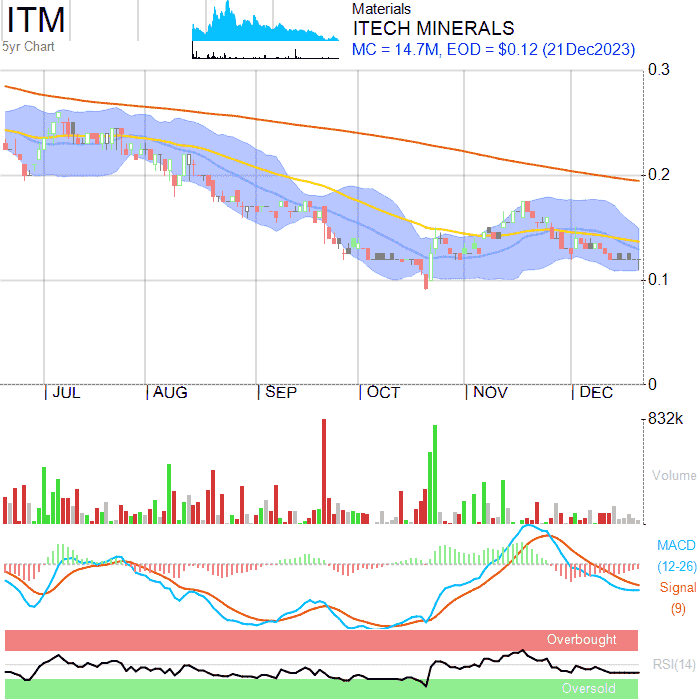 ITM
5yr Chart
Materials
ITECH MINERALS
MC = 14.7M, EOD = $0.12 (21Dec2023)
0.3
0.2
0.1
0
JUL AUG SEP OCT NOV DEC
832k
Volume
MACD
(12-26)
Signal
(9)
Overbought
RSI(14)
Oversold